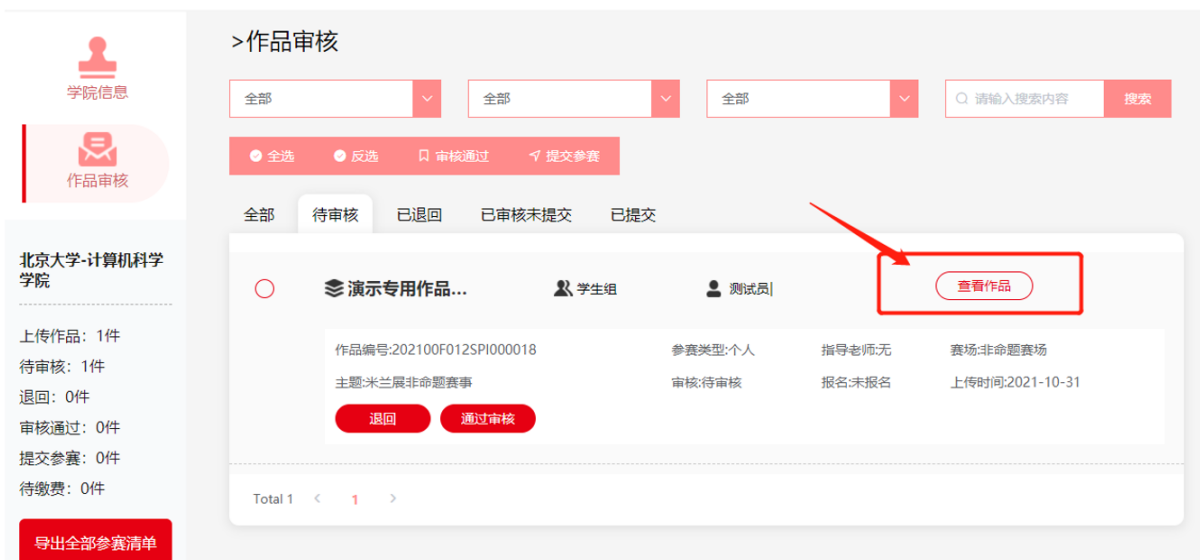 >作品审核
学院信息
作品审核
北京大学-计算机科学
学院
上传作品：1件
待审核：1件
退回：0件
审核通过：0件
提交参赛：0件
待缴费：0件
导出全部参赛清单
全部 全部 全部 请输入搜索内容 搜索
全选 反选 审核通过 提交参赛
全部 待审核 已退回 已审核未提交 已提交
演示专用作品... 学生组 测试员| 查看作品
作品编号:202100F012SPI000018 参赛类型:个人 指导老师:无 赛场:非命题赛场
主题:米兰展非命题赛事 审核:待审核 报名:未报名 上传时间:2021-10-31
退回 通过审核
Total 1 < 1 >